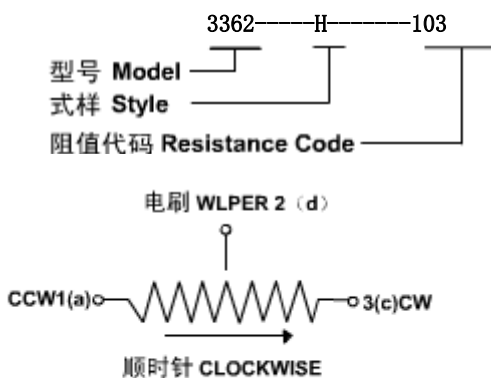 3362-----H-------103
型号 Model
式样 Style
阻值代码 Resistance Code
电刷 WLPER 2（d）
CCW1(a) 3(c)CW
顺时针 CLOCKWISE